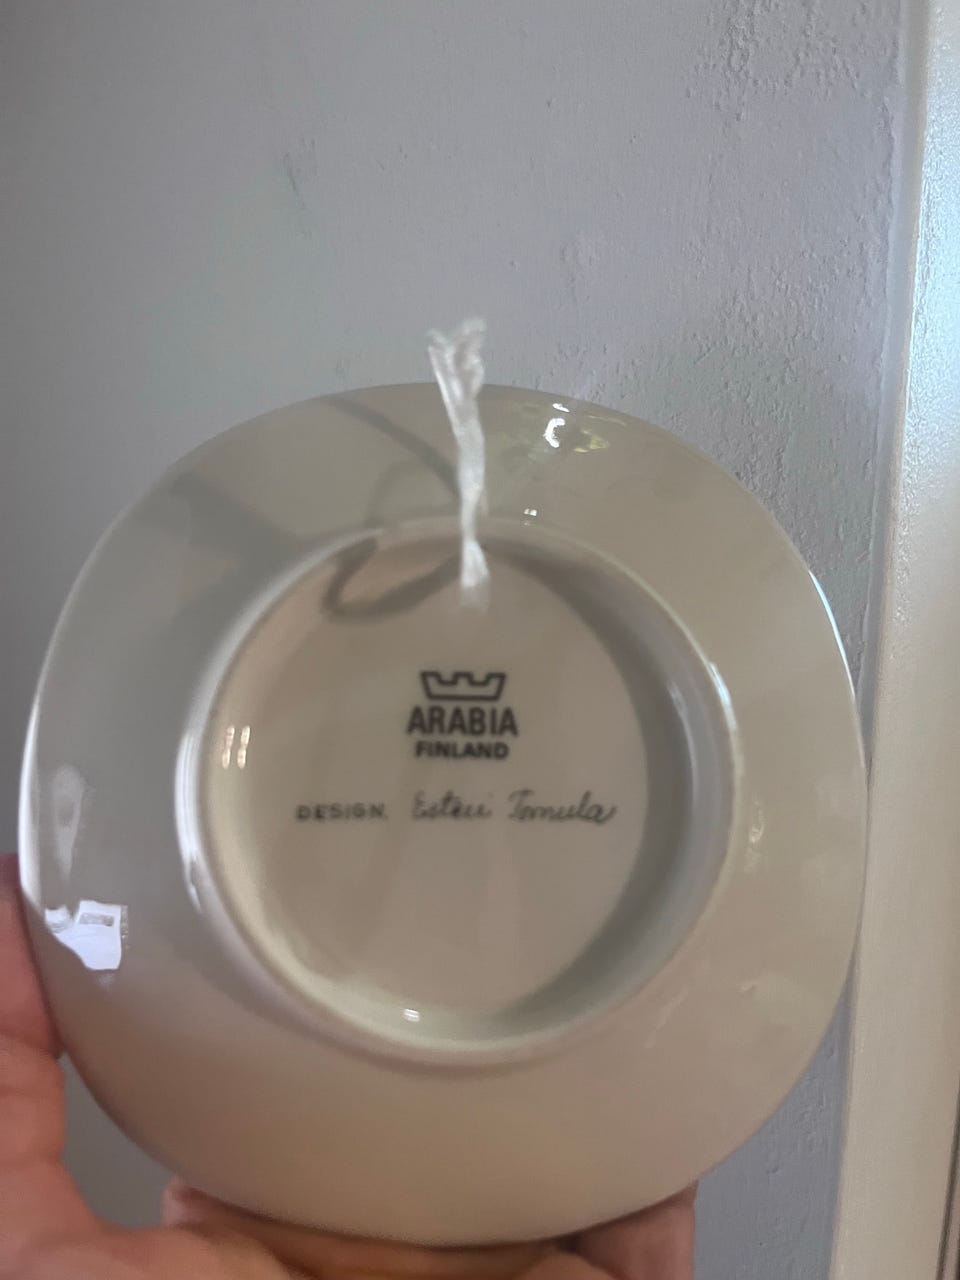 ARABIA
FINLAND
DESIGN. Esteri Tomula